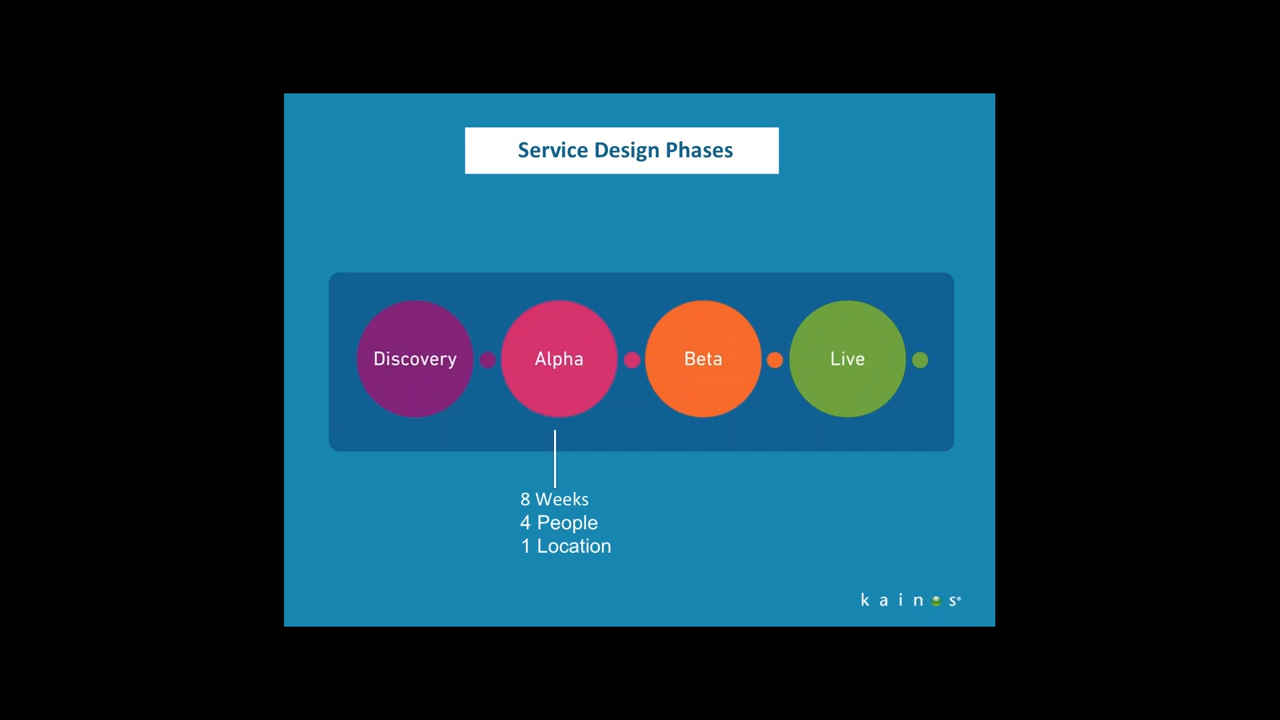 Service Design Phases
Discovery
Alpha
Beta
Live
8 Weeks
4 People
1 Location
kainos